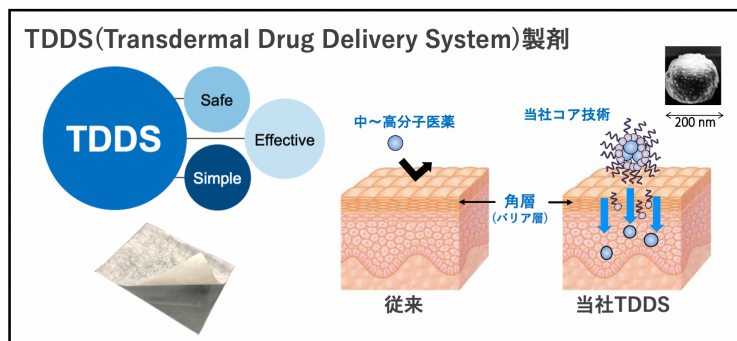 TDDS(Transdermal Drug Delivery System)製剤
TDDS
Safe
Effective
Simple
中～高分子医薬
当社コア技術
200 nm
角層
(バリア層)
従来
当社TDDS